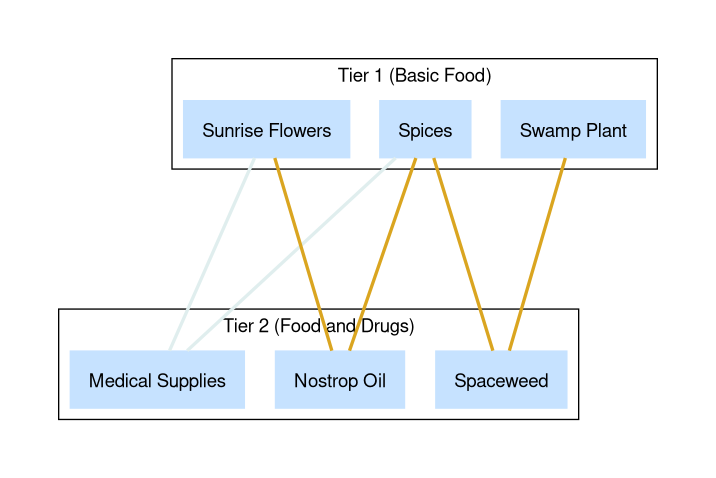 Tier 1 (Basic Food)
Sunrise Flowers
Spices
Swamp Plant
Tier 2 (Food and Drugs)
Medical Supplies
Nostrop Oil
Spaceweed